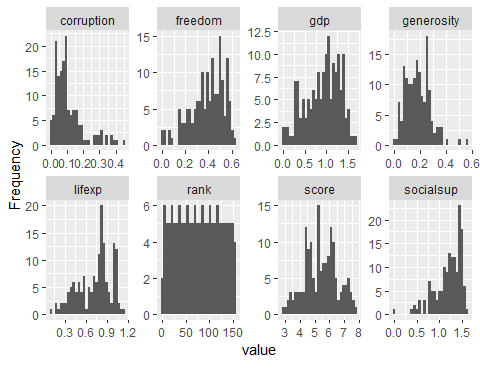 corruption freedom gdp generosity
20 15 10 5 0
15 10 5 0
12.5 10.0 7.5 5.0 2.5 0.0
15 10 5 0
0.00.10.20.30.4
0.0 0.2 0.4 0.6
0.0 0.5 1.0 1.5
0.0 0.2 0.4 0.6
Frequency
lifexp rank score socialsup
20 15 10 5 0
6 4 2 0
15 10 5 0
20 15 10 5 0
0.3 0.6 0.9 1.2
0 50 100 150
3 4 5 6 7 8
0.0 0.5 1.0 1.5
value